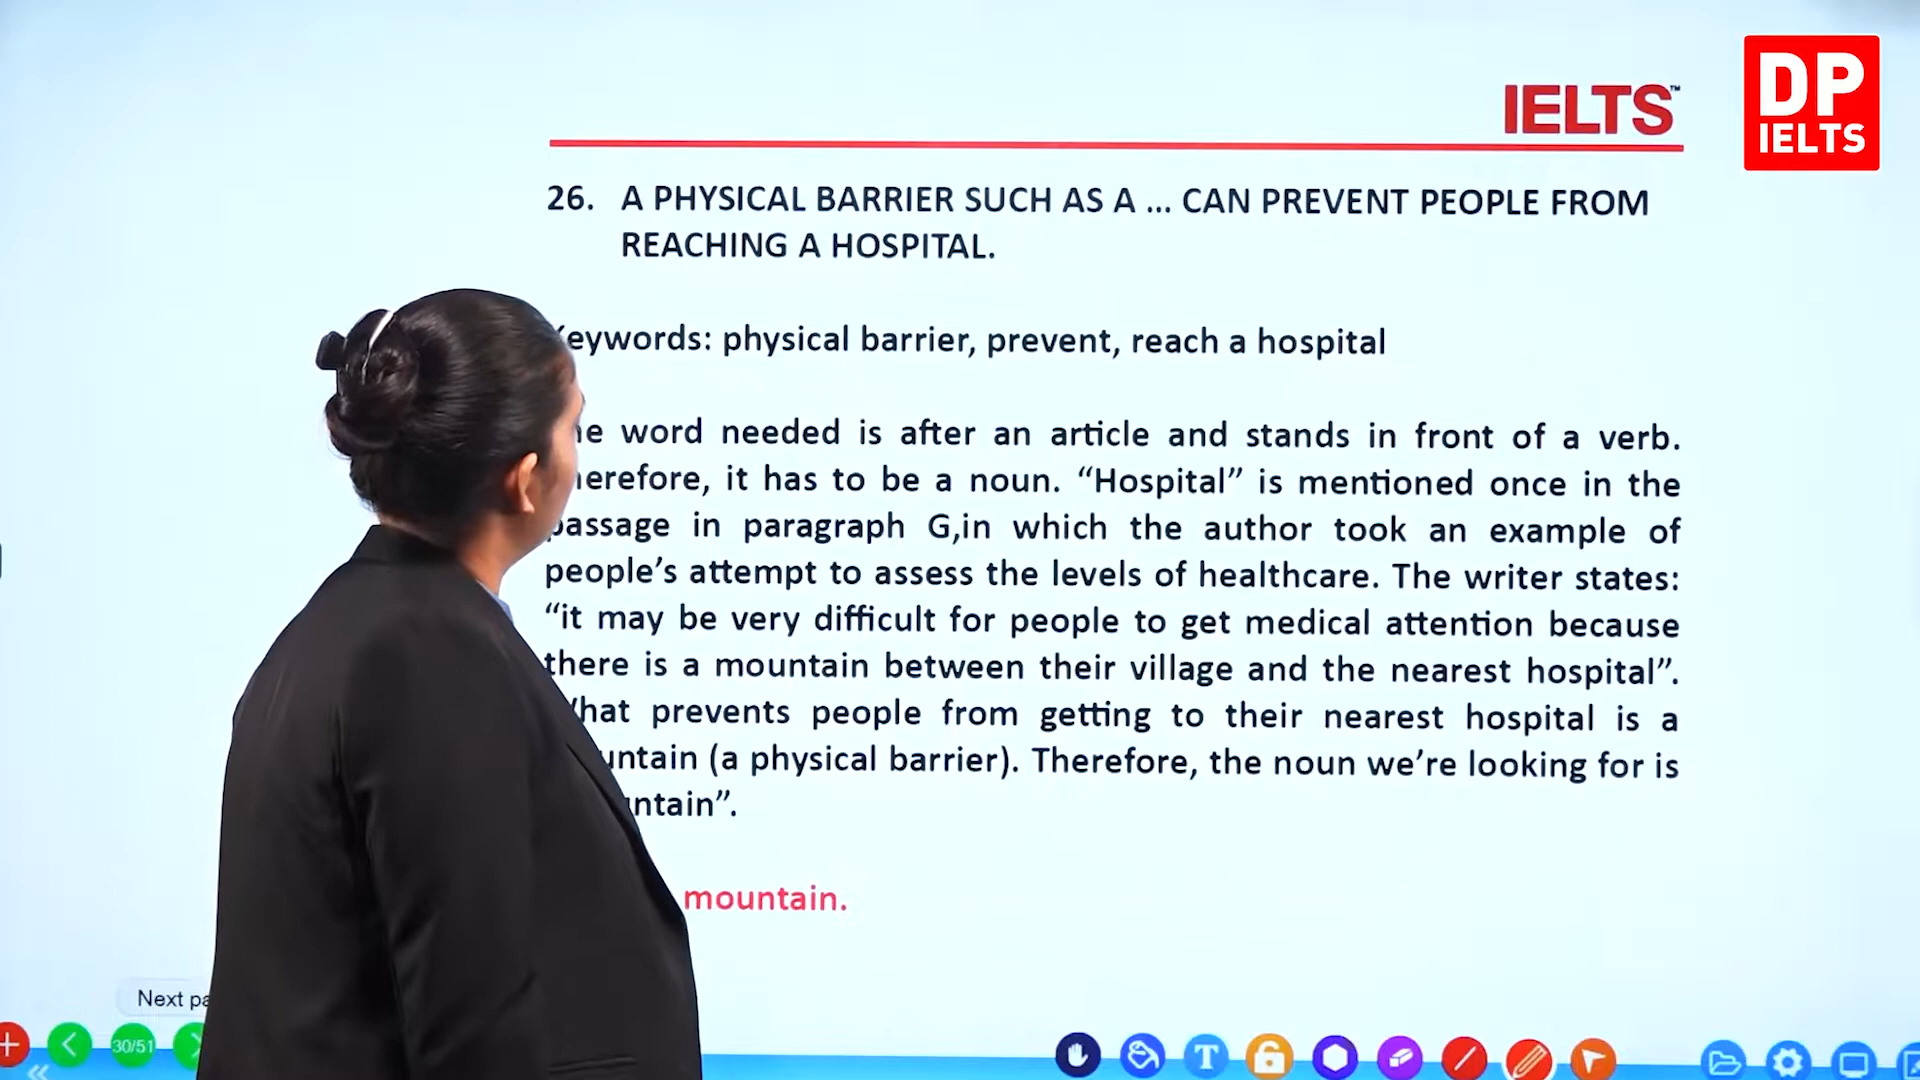 DP
IELTS
IELTS™
26. A PHYSICAL BARRIER SUCH AS A ... CAN PREVENT PEOPLE FROM
REACHING A HOSPITAL.
eywords: physical barrier, prevent, reach a hospital
word needed is after an article and stands in front of a verb.
herefore, it has to be a noun. “Hospital” is mentioned once in the
passage in paragraph G,in which the author took an example of
people’s attempt to assess the levels of healthcare. The writer states:
“it may be very difficult for people to get medical attention because
there is a mountain between their village and the nearest hospital”.
What prevents people from getting to their nearest hospital is a
untain (a physical barrier). Therefore, the noun we’re looking for is
ntain”.
mountain.
Next pa
30/51
T